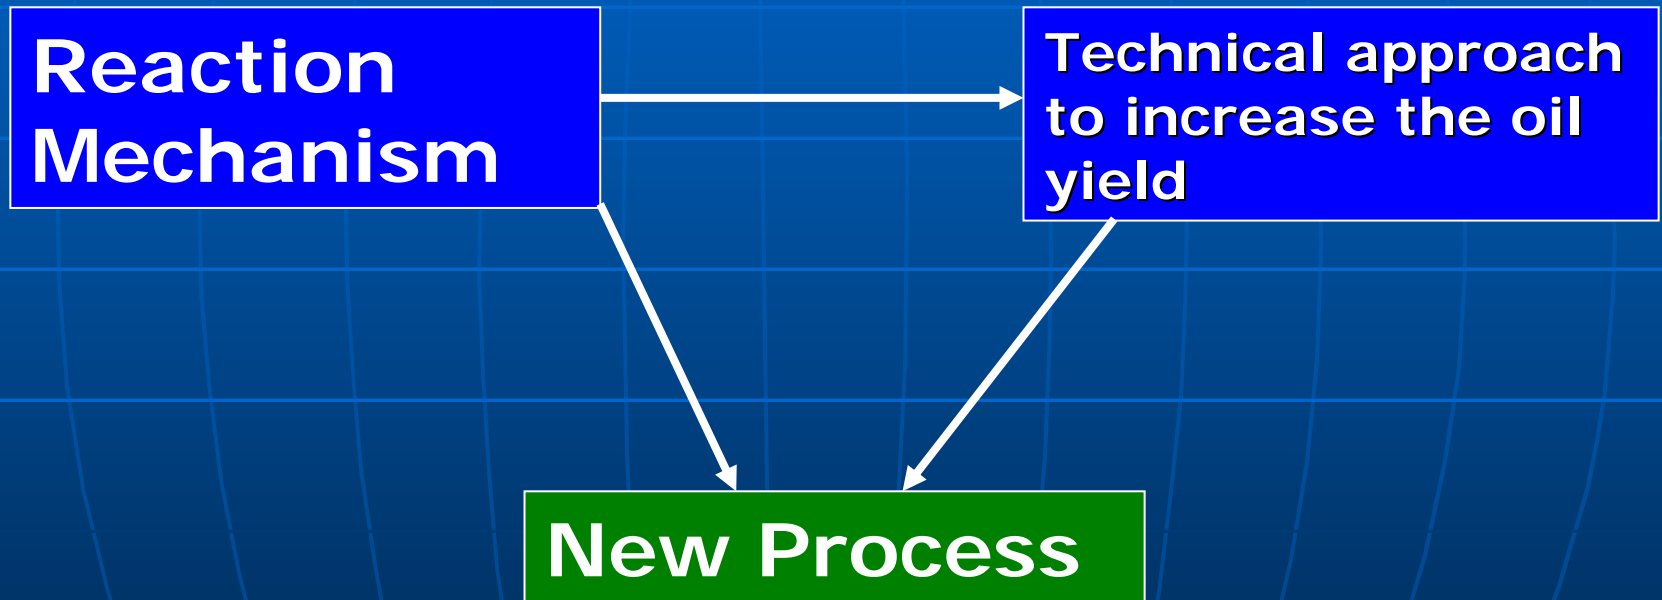 Reaction
Mechanism
Technical approach
to increase the oil
yield
New Process